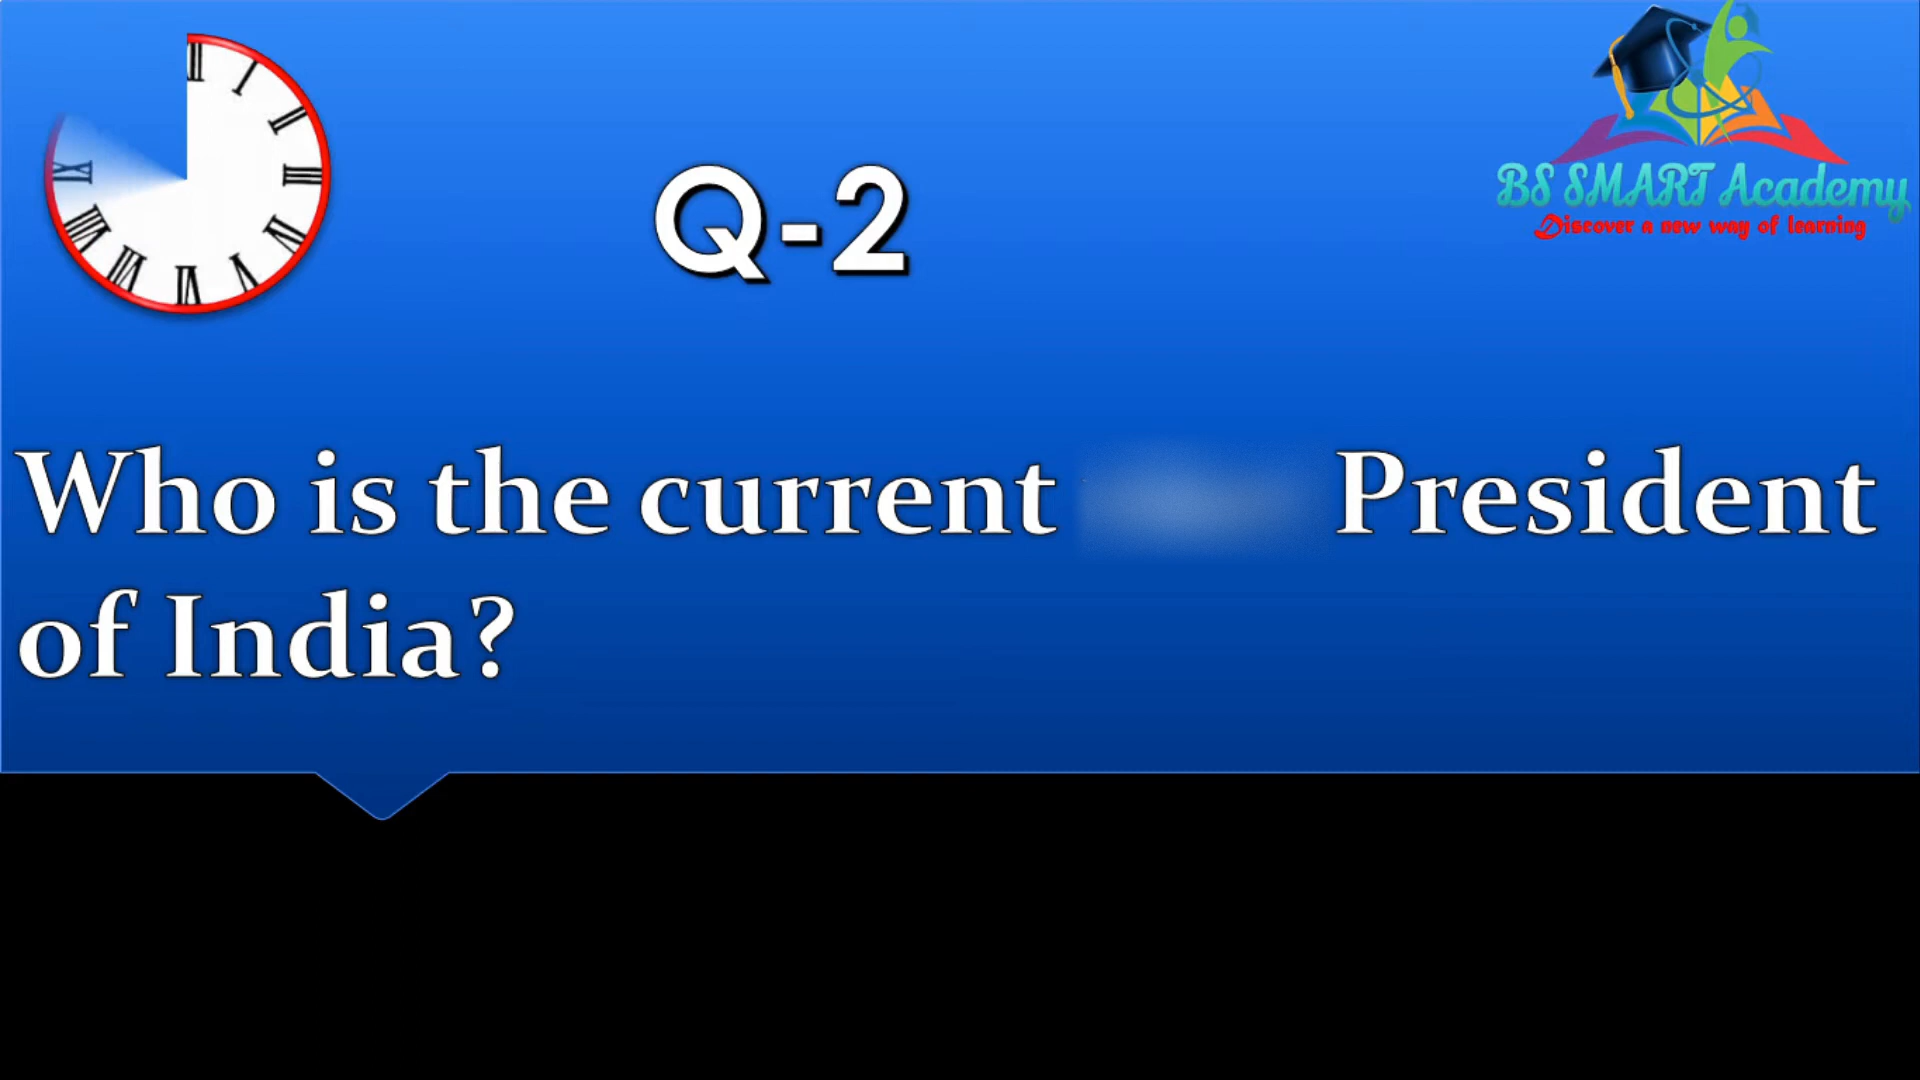 Q-2
BS SMART Academy
Discover a new way of learning
Who is the current President
of India?